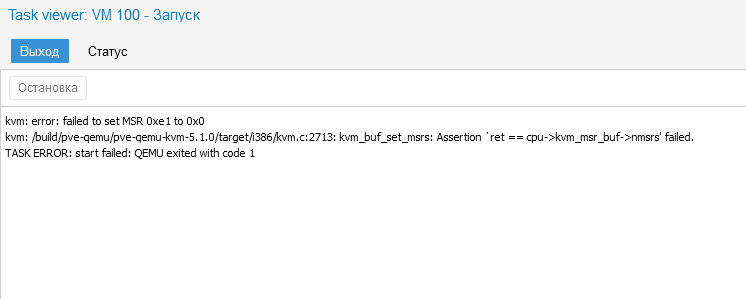 Task viewer: VM 100 - Запуск
Выход Статус
Остановка
kvm: error: failed to set MSR 0xe1 to 0x0
kvm: /build/pve-qemu/pve-qemu-kvm-5.1.0/target/i386/kvm.c:2713: kvm_buf_set_msrs: Assertion `ret == cpu->kvm_msr_buf->nmsrs' failed.
TASK ERROR: start failed: QEMU exited with code 1